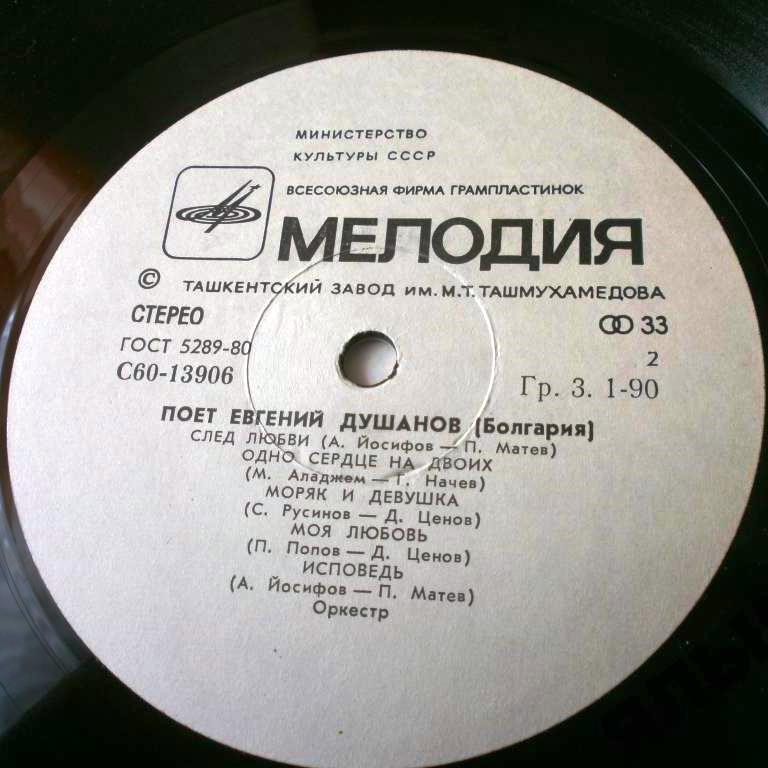 МИНИСТЕРСТВО
КУЛЬТУРЫ СССР
ВСЕСОЮЗНАЯ ФИРМА ГРАМПЛАСТИНОК
МЕЛОДИЯ
© ТАШКЕНТСКИЙ ЗАВОД ИМ. М.Т. ТАШМУХАМЕДОВА
СТЕРЕО 33
ГОСТ 5289-80 2
С60-13906 Гр. 3. 1-90
ПОЕТ ЕВГЕНИЙ ДУШАНОВ (Болгария)
СЛЕД ЛЮБВИ (А. Йосифов — П. Матев)
ОДНО СЕРДЦЕ НА ДВОИХ
(М. Аладжем — Г. Начев)
МОРЯК И ДЕВУШКА
(С. Русинов — Д. Ценов)
МОЯ ЛЮБОВЬ
(П. Попов — Д. Ценов)
ИСПОВЕДЬ
(А. Йосифов — П. Матев)
Оркестр